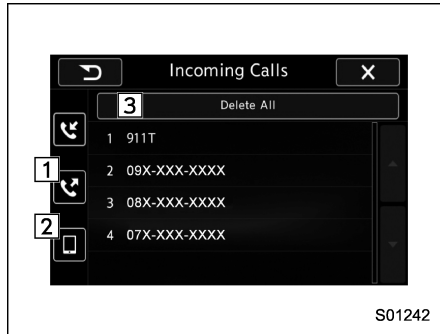 Incoming Calls
3 Delete All
1 911T
1
2 09X-XXX-XXXX
3 08X-XXX-XXXX
2
4 07X-XXX-XXXX
S01242